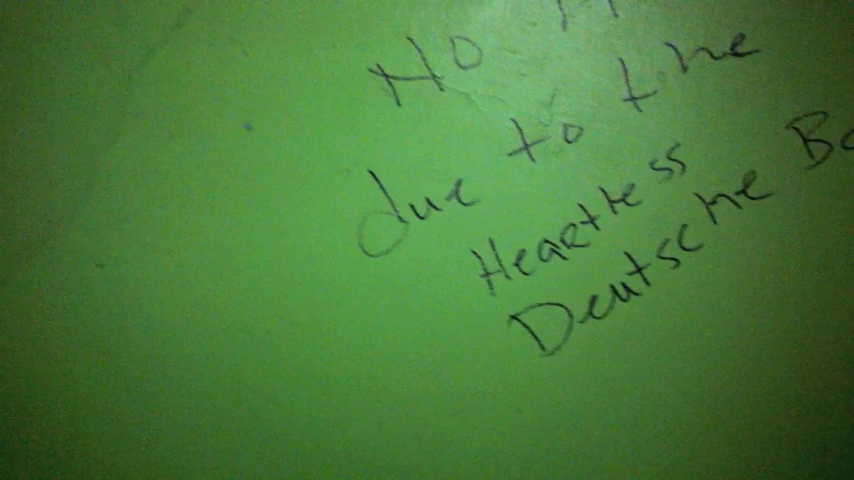 No
due to the
Heartless
Deutsche